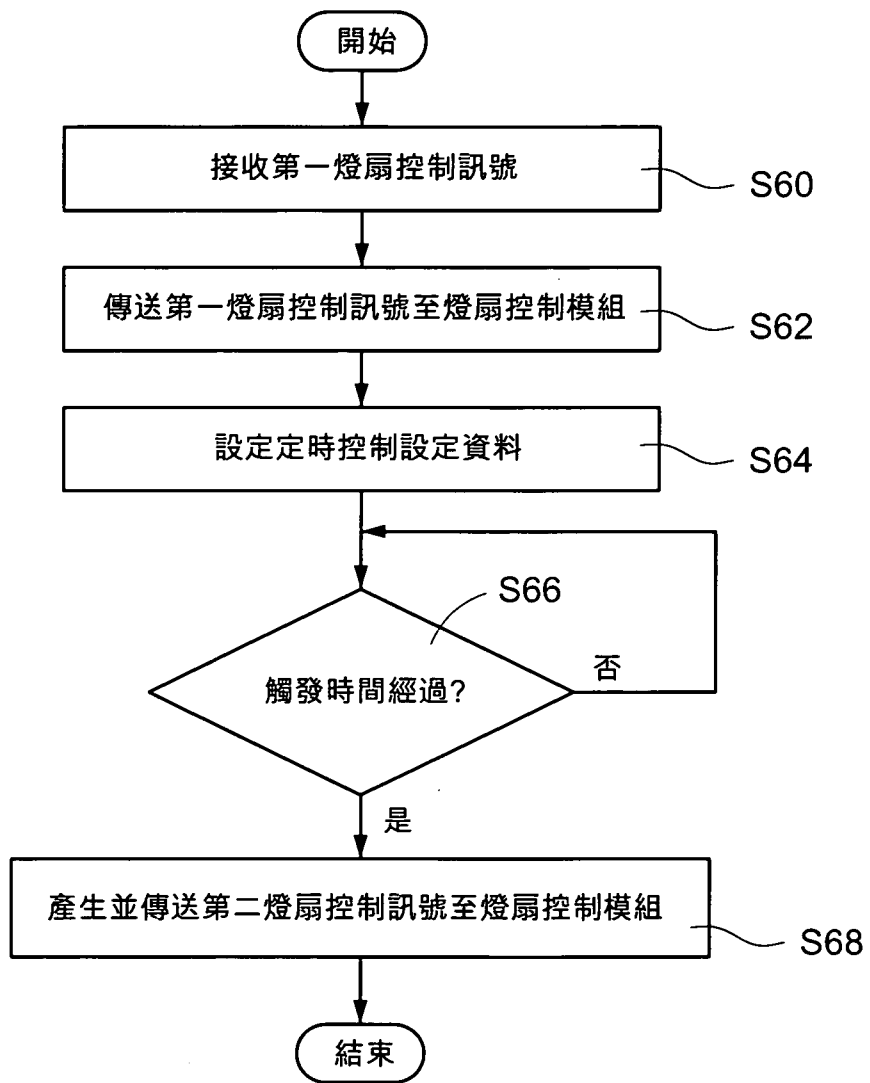 開始
接收第一燈扇控制訊號
S60
傳送第一燈扇控制訊號至燈扇控制模組
S62
設定定時控制設定資料
S64
S66
觸發時間經過?
否
是
產生並傳送第二燈扇控制訊號至燈扇控制模組
S68
結束